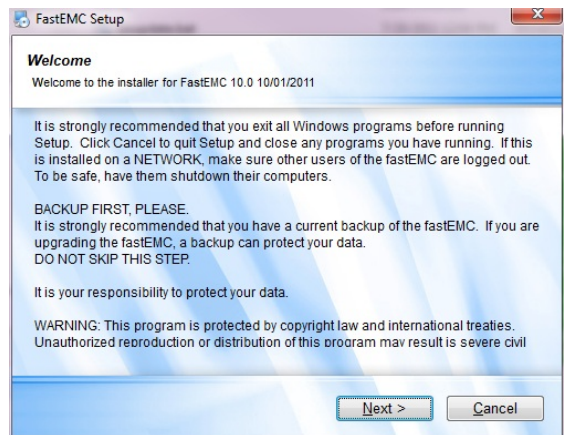 FastEMC Setup
Welcome
Welcome to the installer for FastEMC 10.0 10/01/2011
It is strongly recommended that you exit all Windows programs before running
Setup. Click Cancel to quit Setup and close any programs you have running. If this
is installed on a NETWORK, make sure other users of the fastEMC are logged out.
To be safe, have them shutdown their computers.
BACKUP FIRST, PLEASE.
It is strongly recommended that you have a current backup of the fastEMC. If you are
upgrading the fastEMC, a backup can protect your data.
DO NOT SKIP THIS STEP.
It is your responsibility to protect your data.
WARNING: This program is protected by copyright law and international treaties.
Unauthorized reproduction or distribution of this program may result is severe civil
Next >
Cancel